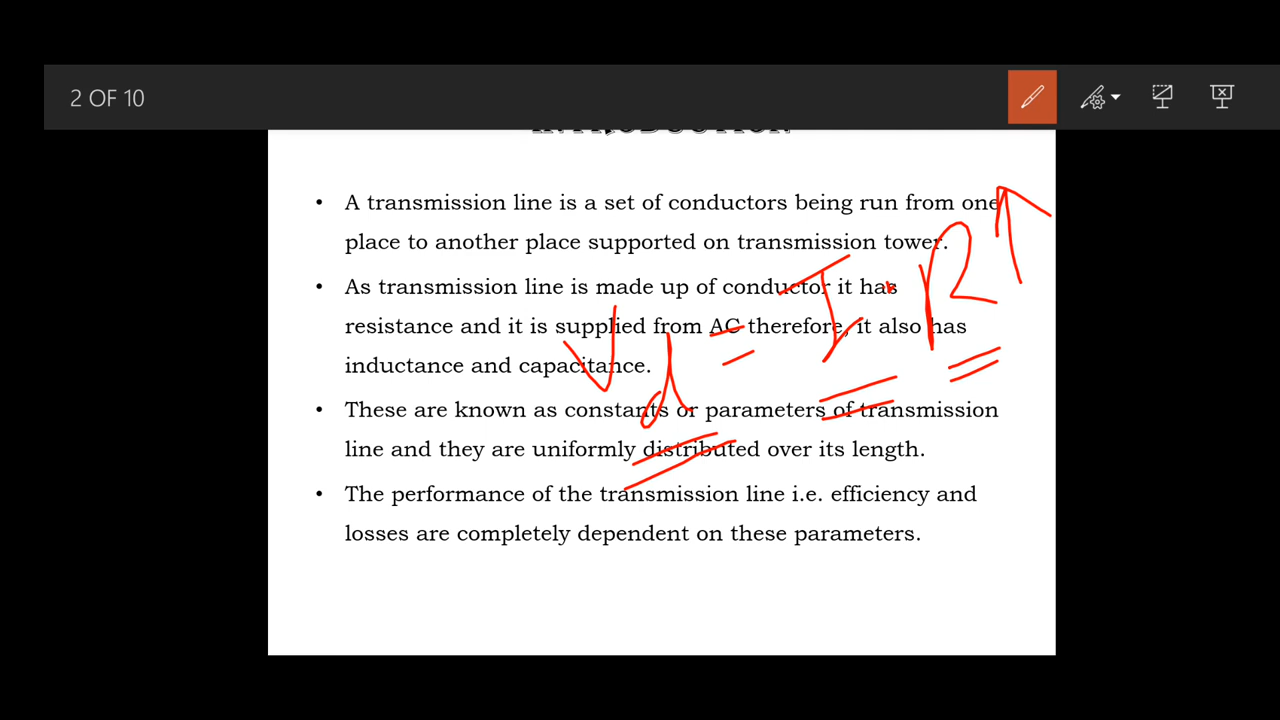 2 OF 10
INTRODUCTION
• A transmission line is a set of conductors being run from one
place to another place supported on transmission tower.
• As transmission line is made up of conductor it has
resistance and it is supplied from AC therefore, it also has
inductance and capacitance.
• These are known as constants or parameters of transmission
line and they are uniformly distributed over its length.
• The performance of the transmission line i.e. efficiency and
losses are completely dependent on these parameters.
Vd = I · R ↑